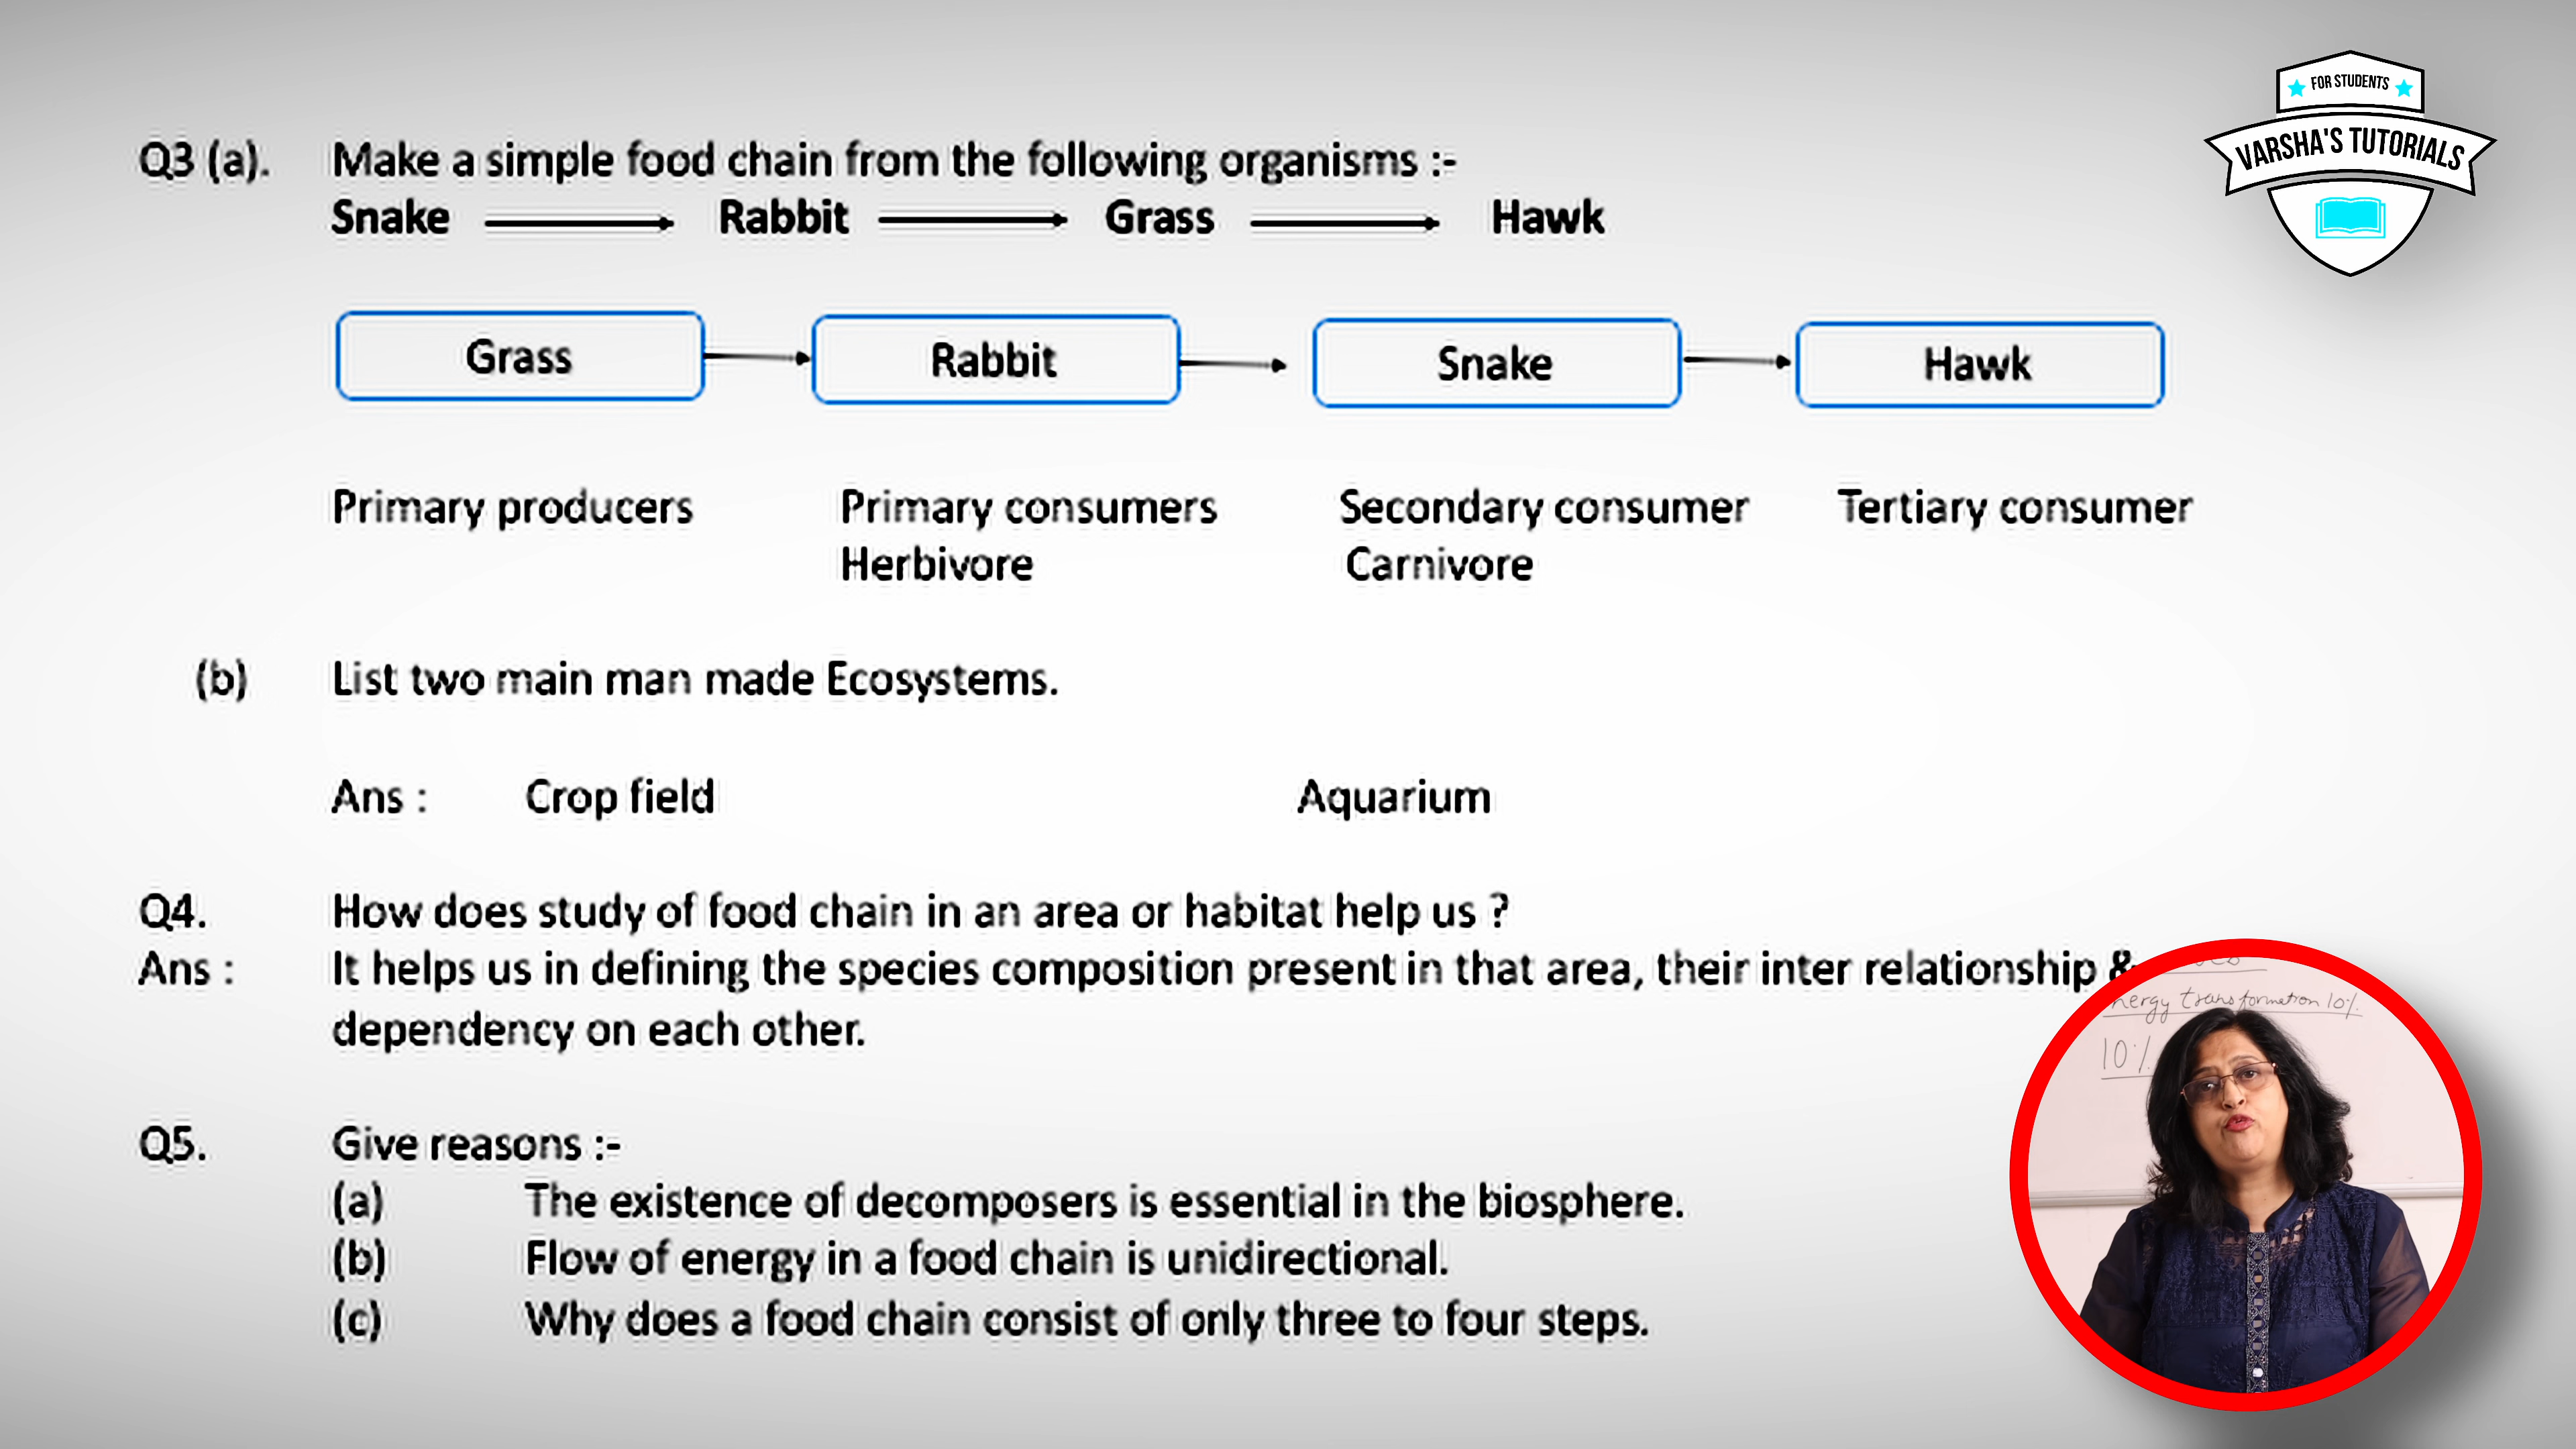 FOR STUDENTS
VARSHA'S TUTORIALS
Q3 (a). Make a simple food chain from the following organisms :-
Snake Rabbit Grass Hawk
Grass Rabbit Snake Hawk
Primary producers Primary consumers Secondary consumer Tertiary consumer
Herbivore Carnivore
(b) List two main man made Ecosystems.
Ans : Crop field Aquarium
Q4. How does study of food chain in an area or habitat help us ?
Ans : It helps us in defining the species composition present in that area, their inter relationship &
dependency on each other.
transformation 10%
10%
Q5. Give reasons :-
(a) The existence of decomposers is essential in the biosphere.
(b) Flow of energy in a food chain is unidirectional.
(c) Why does a food chain consist of only three to four steps.